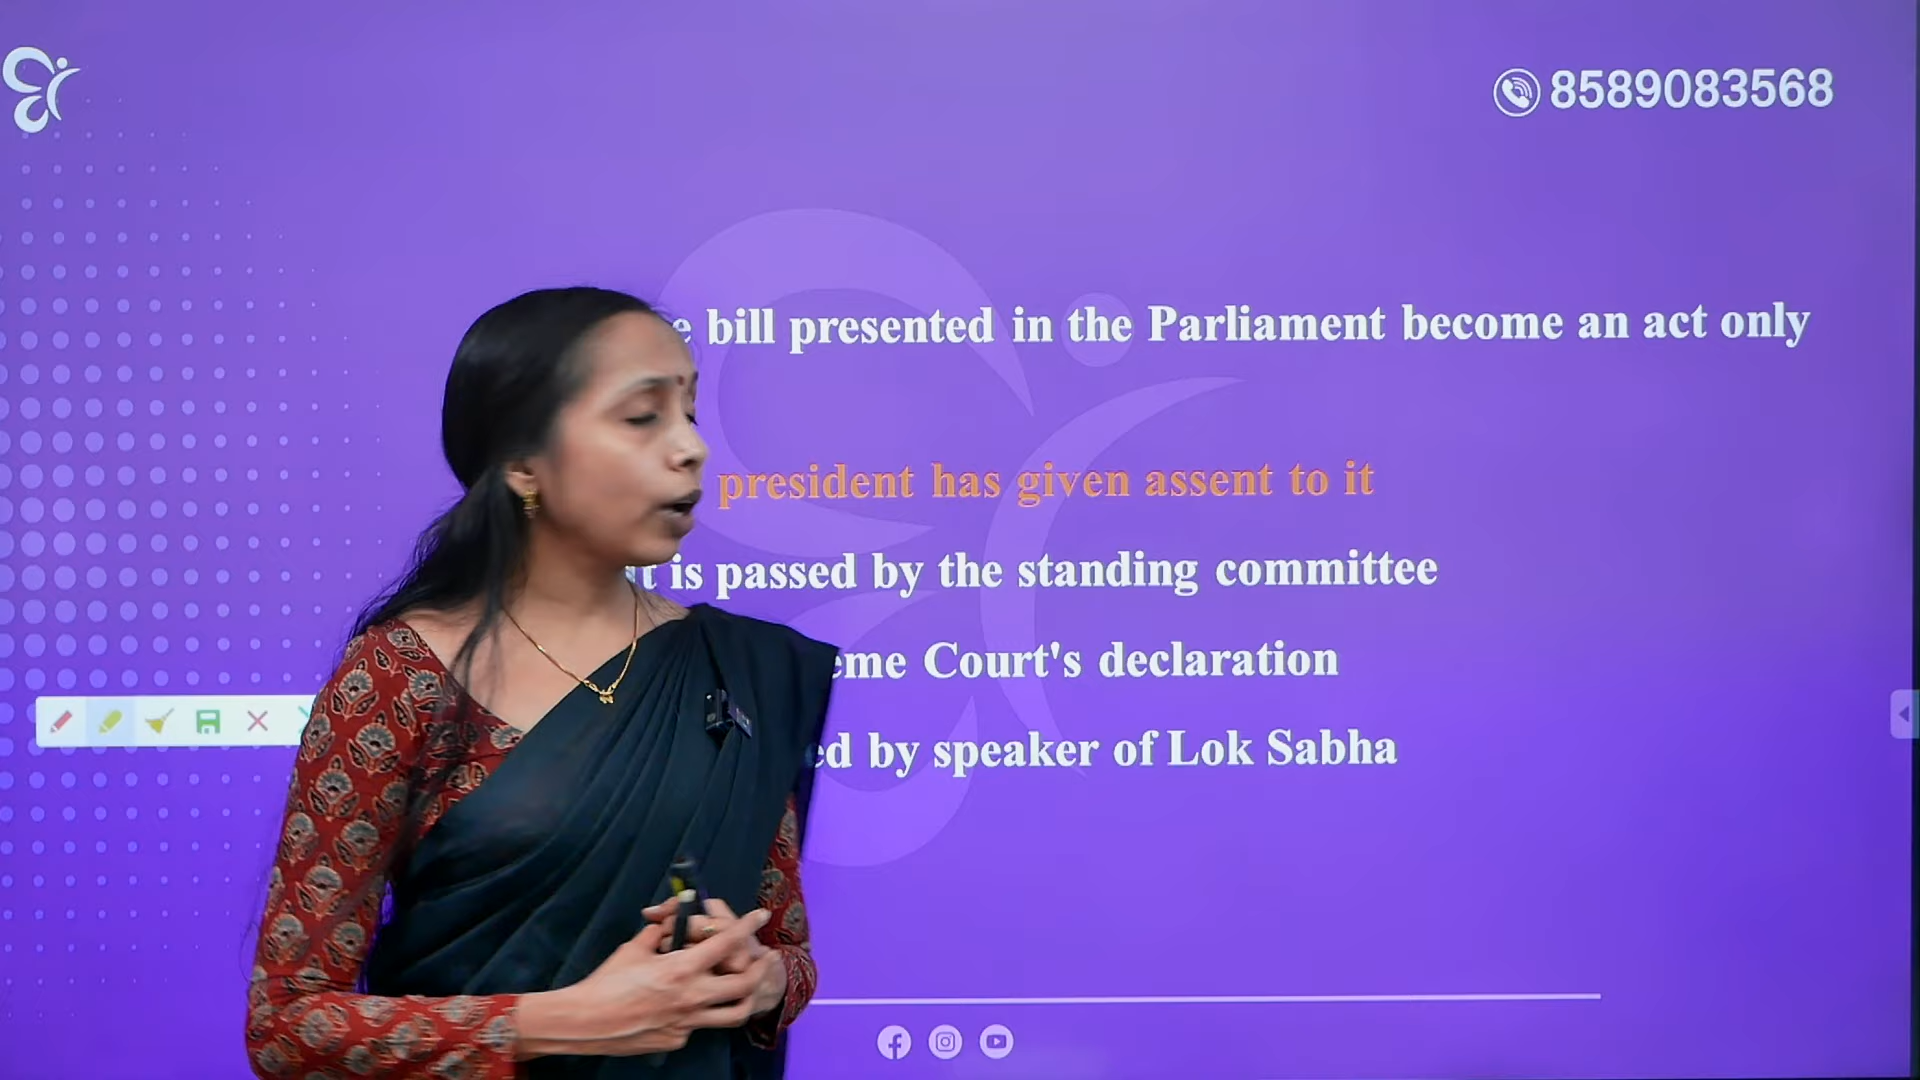 8589083568
bill presented in the Parliament become an act only
president has given assent to it
is passed by the standing committee
Court's declaration
by speaker of Lok Sabha